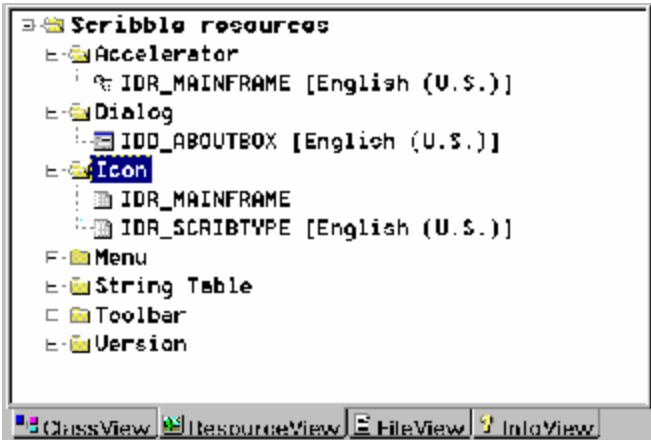 Scribble resources
Accelerator
IDR_MAINFRAME [English (U.S.)]
Dialog
IDD_ABOUTBOX [English (U.S.)]
Icon
IDR_MAINFRAME
IDR_SCRIBTYPE [English (U.S.)]
Menu
String Table
Toolbar
Version
ClassView ResourceView FileView InfoView